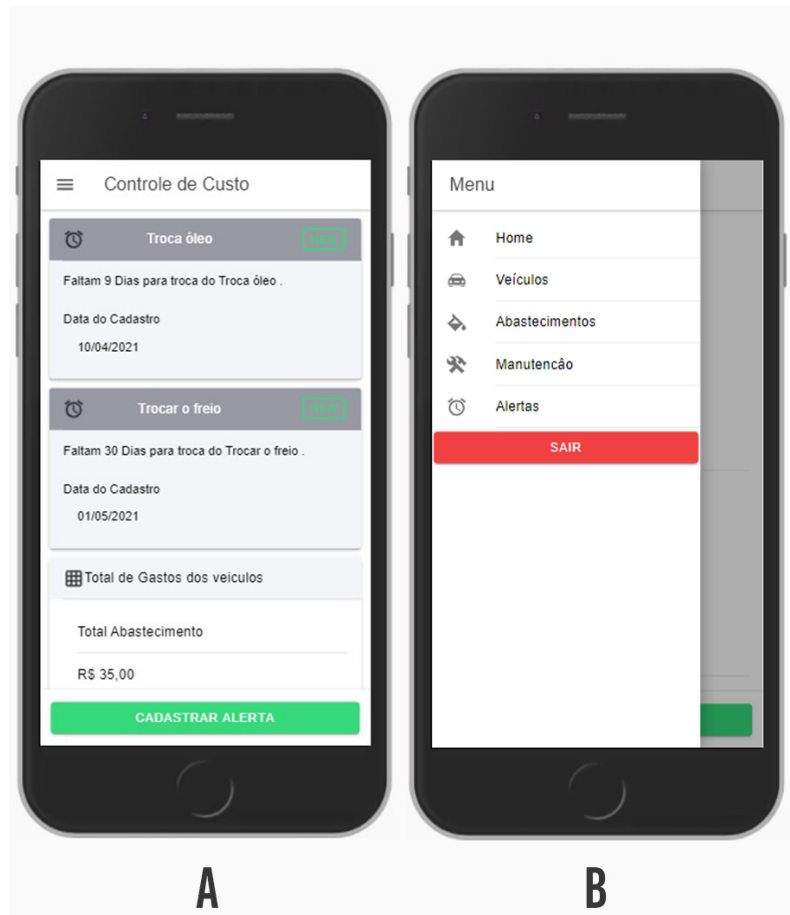 Controle de Custo
Troca óleo
Faltam 9 Dias para troca do Troca óleo .
Data do Cadastro
10/04/2021
Trocar o freio
Faltam 30 Dias para troca do Trocar o freio .
Data do Cadastro
01/05/2021
Total de Gastos dos veiculos
Total Abastecimento
R$ 35,00
CADASTRAR ALERTA
A
Menu
Home
Veículos
Abastecimentos
Manutencâo
Alertas
SAIR
B